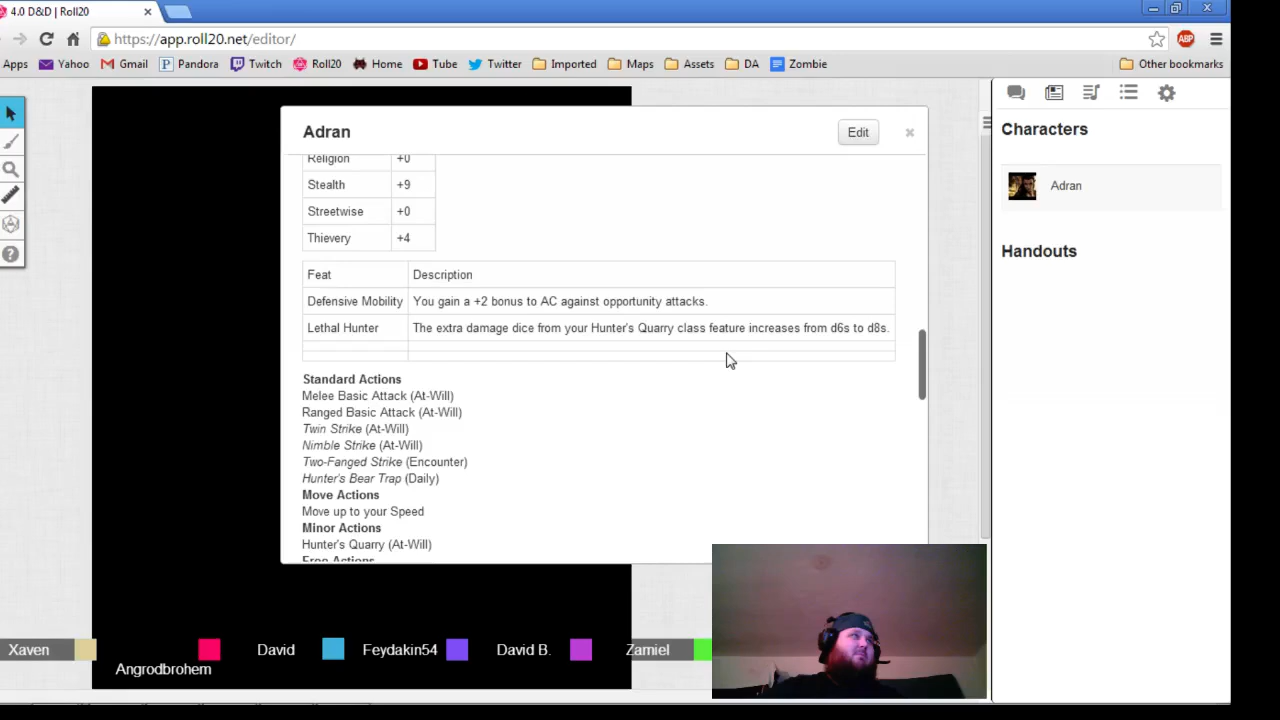 4.0 D&D | Roll20
https://app.roll20.net/editor/
Apps Yahoo Gmail Pandora Twitch Roll20 Home Tube Twitter Imported Maps Assets DA Zombie Other bookmarks
ABP
Adran
Edit
Religion +0
Stealth +9
Streetwise +0
Thievery +4
Feat Description
Defensive Mobility You gain a +2 bonus to AC against opportunity attacks.
Lethal Hunter The extra damage dice from your Hunter's Quarry class feature increases from d6s to d8s.
Standard Actions
Melee Basic Attack (At-Will)
Ranged Basic Attack (At-Will)
Twin Strike (At-Will)
Nimble Strike (At-Will)
Two-Fanged Strike (Encounter)
Hunter's Bear Trap (Daily)
Move Actions
Move up to your Speed
Minor Actions
Hunter's Quarry (At-Will)
Free Actions
Characters
Adran
Handouts
Xaven
Angrodbrohem
David
Feydakin54
David B.
Zamiel